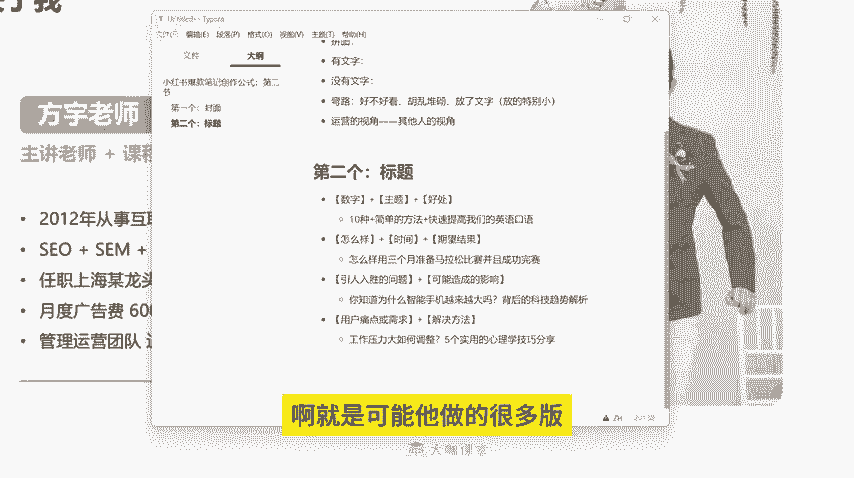 Untitled - Typora
文件(F) 编辑(E) 段落(P) 格式(O) 视图(V) 主题(T) 帮助(H)
文件 大纲
小红书爆款笔记创作公式：第二节
第一个：封面
第二个：标题
有文字：
没有文字：
弯路：好不好看、胡乱堆砌、放了文字（放的特别小）
运营的视角——其他人的视角
第二个：标题
【数字】+【主题】+【好处】
10种+简单的方法+快速提高我们的英语口语
【怎么样】+【时间】+【期望结果】
怎么样用三个月准备马拉松比赛并且成功完赛
【引人入胜的问题】+【可能造成的影响】
你知道为什么智能手机越来越大吗？背后的科技趋势解析
【用户痛点或需求】+【解决方法】
工作压力大如何调整？5个实用的心理学技巧分享
方宇老师
主讲老师 + 课程
2012年从事互联
SEO + SEM +
任职上海某龙头
月度广告费 600
管理运营团队
啊就是可能他做的很多版